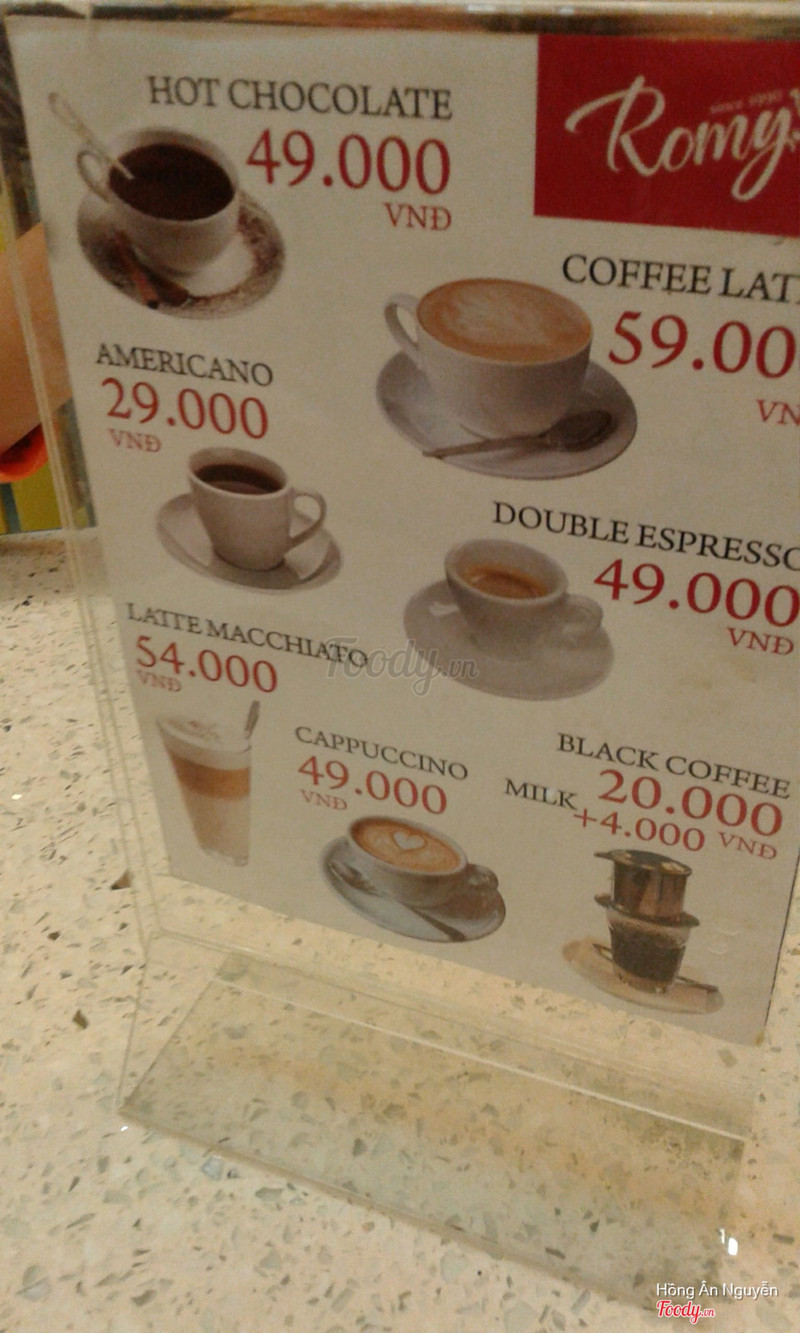 HOT CHOCOLATE
49.000
VNĐ
since 1990
Romy
COFFEE LAT
59.00
VN
AMERICANO
29.000
VNĐ
DOUBLE ESPRESSO
49.000
VNĐ
LATTE MACCHIATO
54.000
VNĐ
Foody.vn
CAPPUCCINO
49.000
VNĐ
BLACK COFFEE
20.000
VNĐ
MILK +4.000
Hồng Ân Nguyễn
Foody.vn